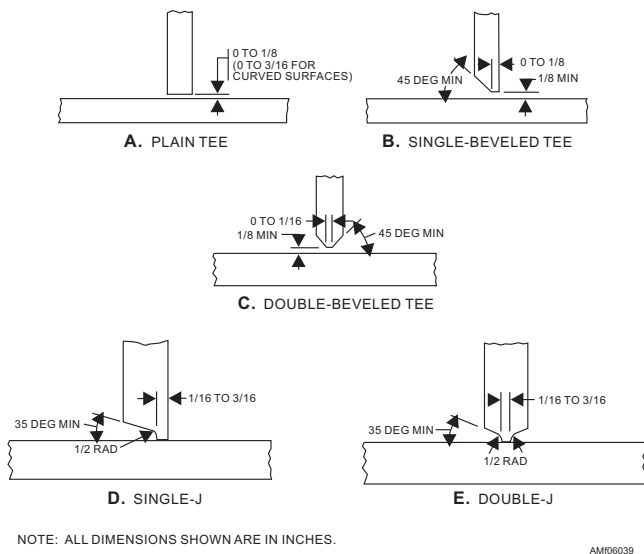 0 TO 1/8
(0 TO 3/16 FOR
CURVED SURFACES)
A. PLAIN TEE
45 DEG MIN
0 TO 1/8
1/8 MIN
B. SINGLE-BEVELED TEE
0 TO 1/16
1/8 MIN
45 DEG MIN
C. DOUBLE-BEVELED TEE
1/16 TO 3/16
35 DEG MIN
1/2 RAD
D. SINGLE-J
1/16 TO 3/16
35 DEG MIN
1/2 RAD
E. DOUBLE-J
NOTE: ALL DIMENSIONS SHOWN ARE IN INCHES.
AMf06039